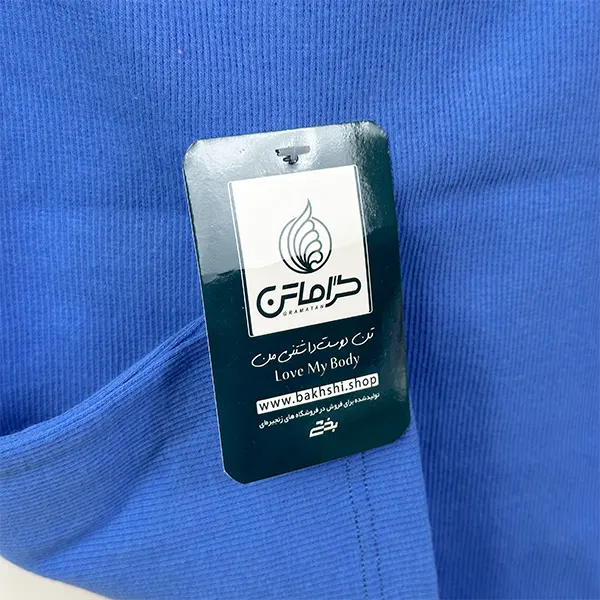 گراماتن
GRAMATAN
تن دوست داشتنی من
Love My Body
www.bakhshi.shop
تولیدشده برای فروش در فروشگاه های زنجیره‌ای
بخشی